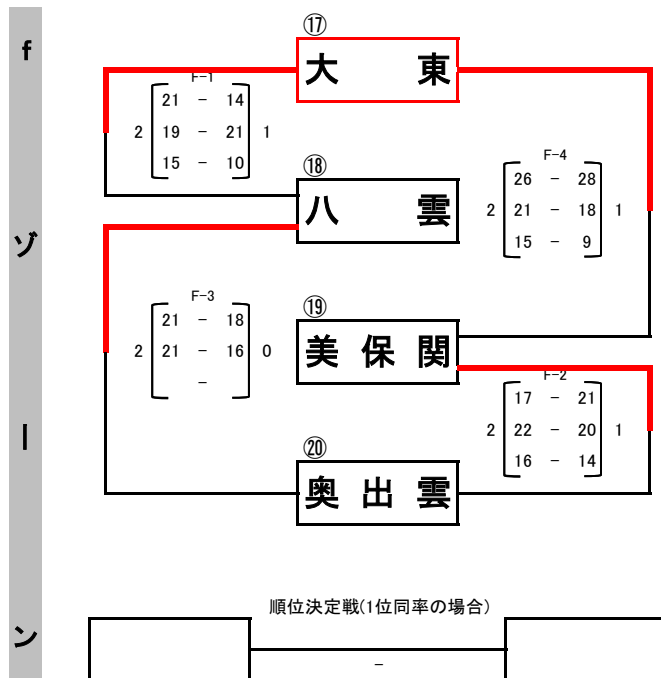 fゾーン
⑰
大 東
F-1
21 - 14
2 19 - 21 1
15 - 10
⑱
八 雲
F-4
26 - 28
2 21 - 18 1
15 - 9
F-3
21 - 18
2 21 - 16 0
-
⑲
美 保 関
F-2
17 - 21
2 22 - 20 1
16 - 14
⑳
奥 出 雲
順位決定戦(1位同率の場合)
-